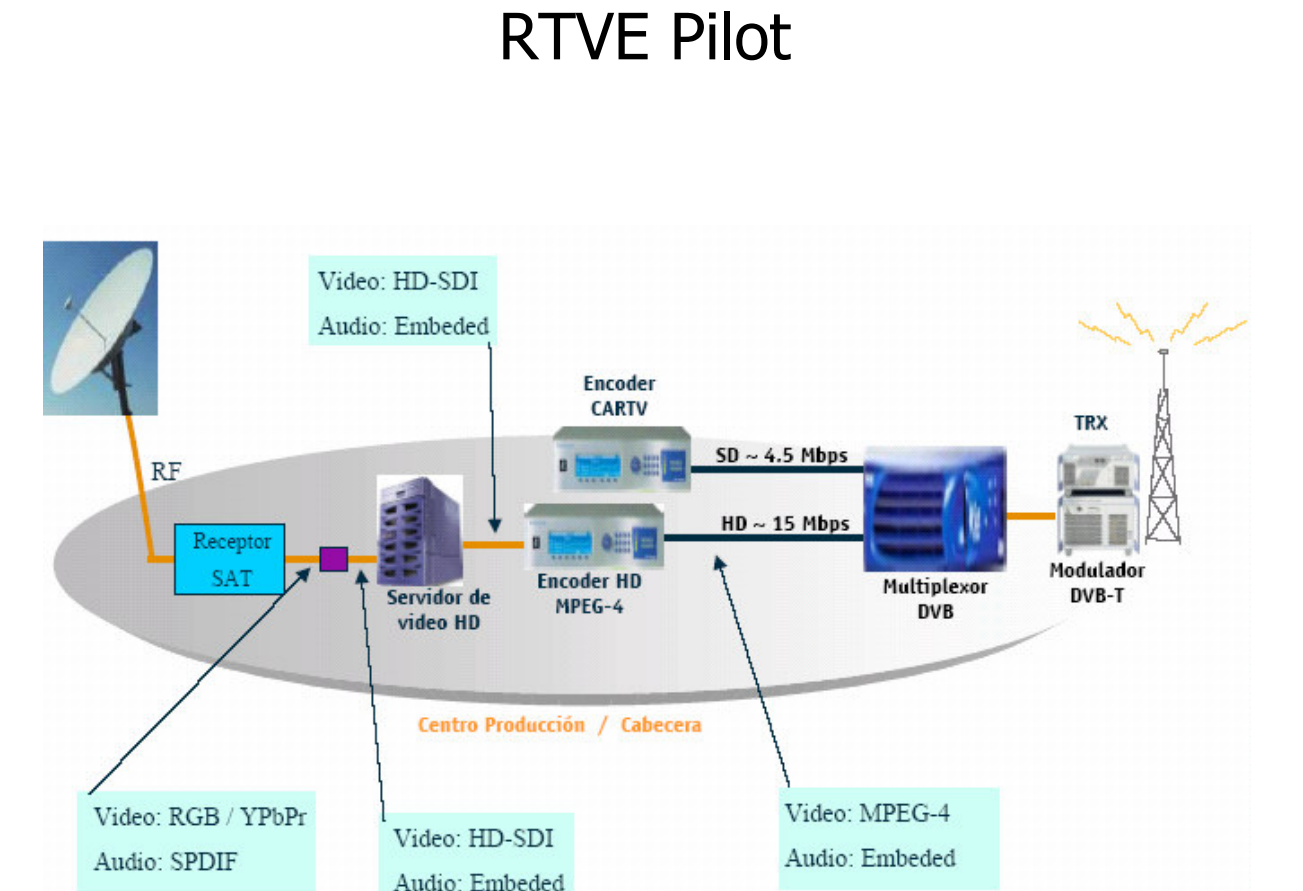 RTVE Pilot
Video: HD-SDI
Audio: Embeded
Encoder
CARTV
TRX
SD ~ 4.5 Mbps
RF
HD ~ 15 Mbps
Receptor
SAT
Servidor de
video HD
Encoder HD
MPEG-4
Multiplexor
DVB
Modulador
DVB-T
Centro Producción / Cabecera
Video: RGB / YPbPr
Audio: SPDIF
Video: HD-SDI
Audio: Embeded
Video: MPEG-4
Audio: Embeded